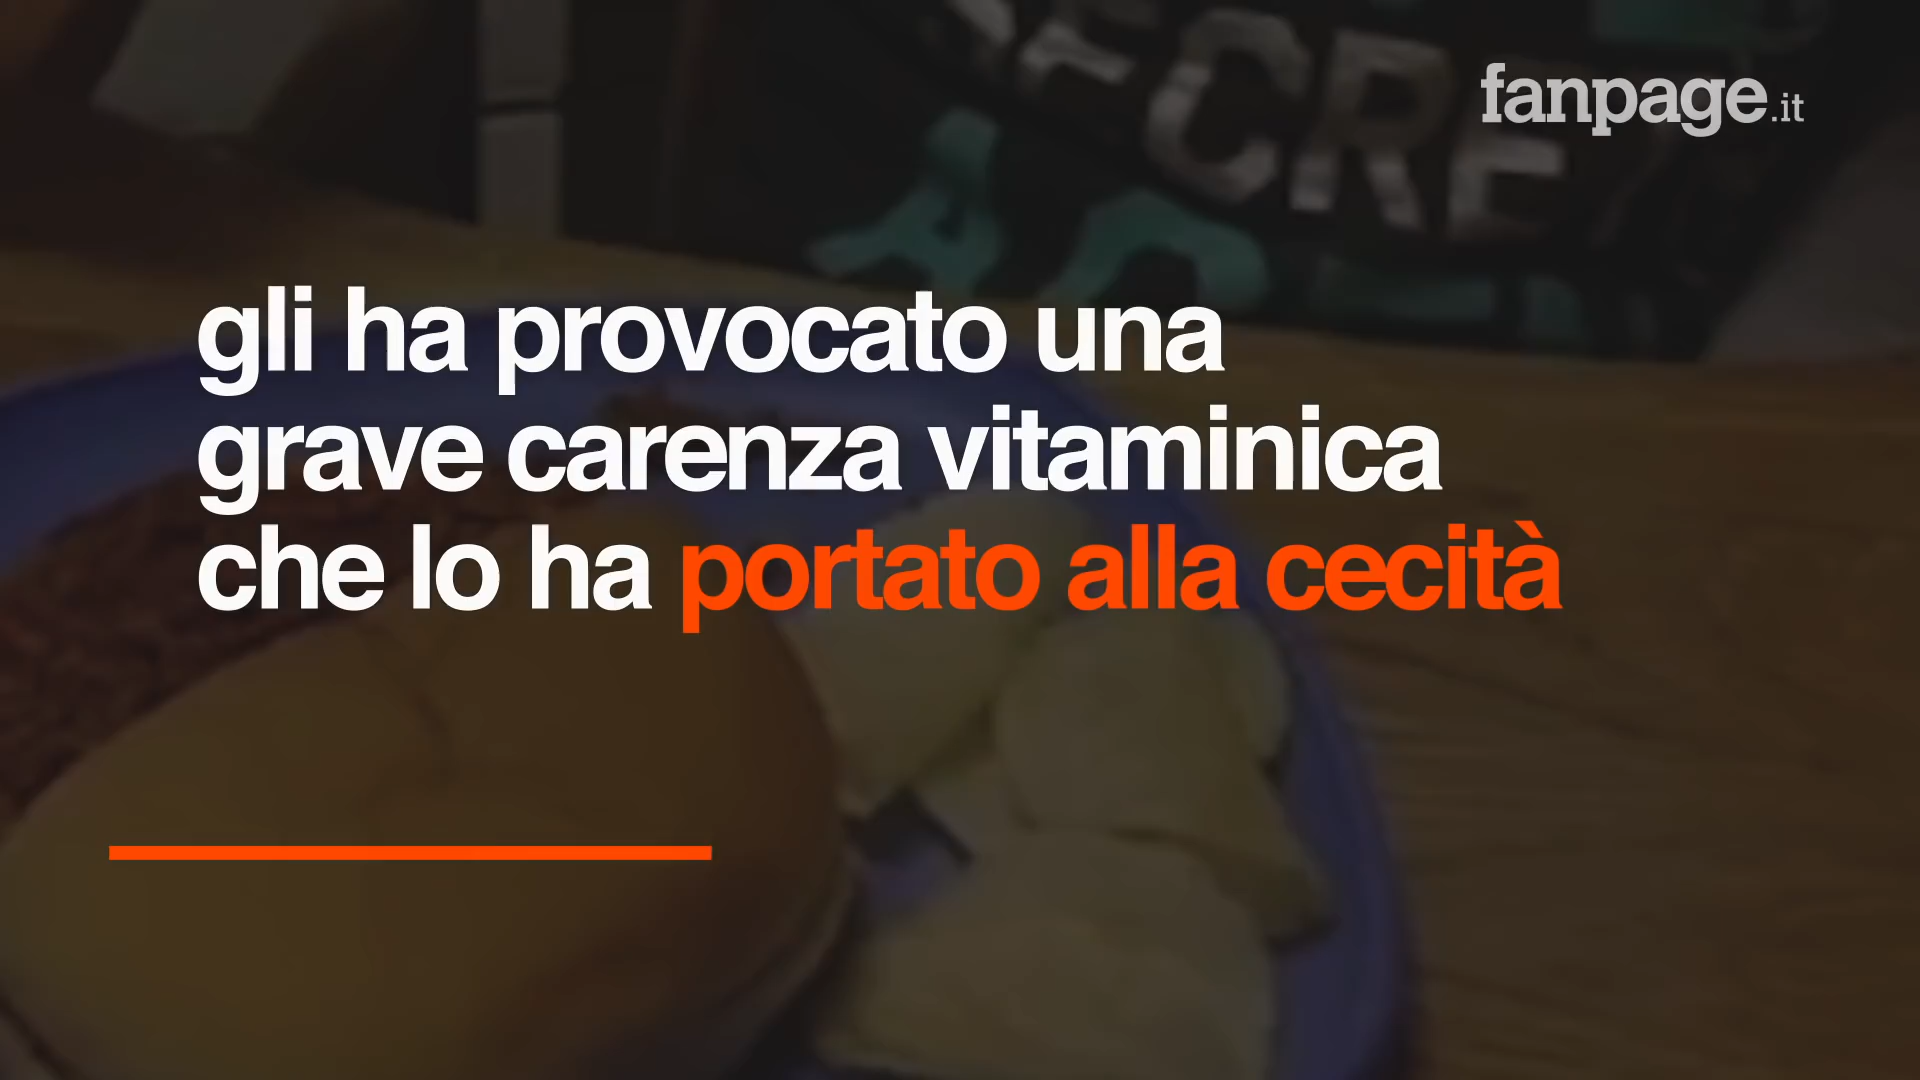 fanpage.it
gli ha provocato una
grave carenza vitaminica
che lo ha portato alla cecità